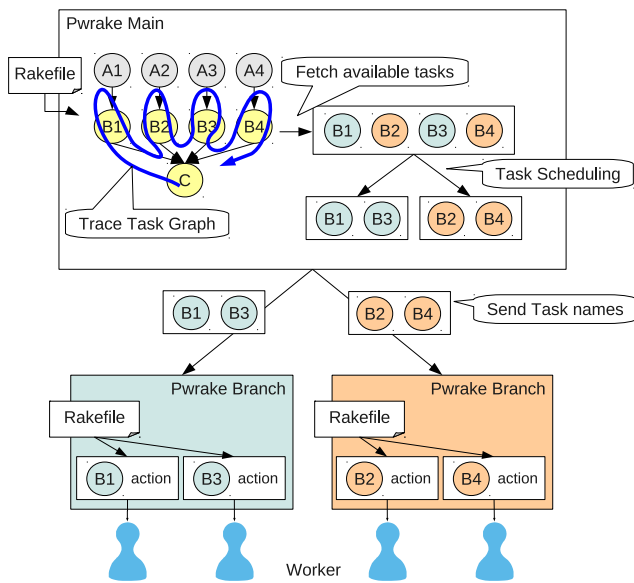 Pwrake Main
A1 A2 A3 A4
Rakefile
Fetch available tasks
B1 B2 B3 B4
B1 B2 B3 B4
C
Task Scheduling
Trace Task Graph
B1 B3
B2 B4
B1 B3
B2 B4
Send Task names
Pwrake Branch
Rakefile
B1 action
B3 action
Pwrake Branch
Rakefile
B2 action
B4 action
Worker